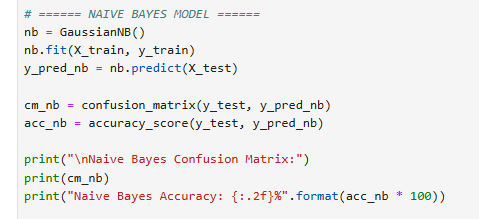 # ====== NAIVE BAYES MODEL ======
nb = GaussianNB()
nb.fit(X_train, y_train)
y_pred_nb = nb.predict(X_test)
cm_nb = confusion_matrix(y_test, y_pred_nb)
acc_nb = accuracy_score(y_test, y_pred_nb)
print("\nNaive Bayes Confusion Matrix:")
print(cm_nb)
print("Naive Bayes Accuracy: {:.2f}%".format(acc_nb * 100))